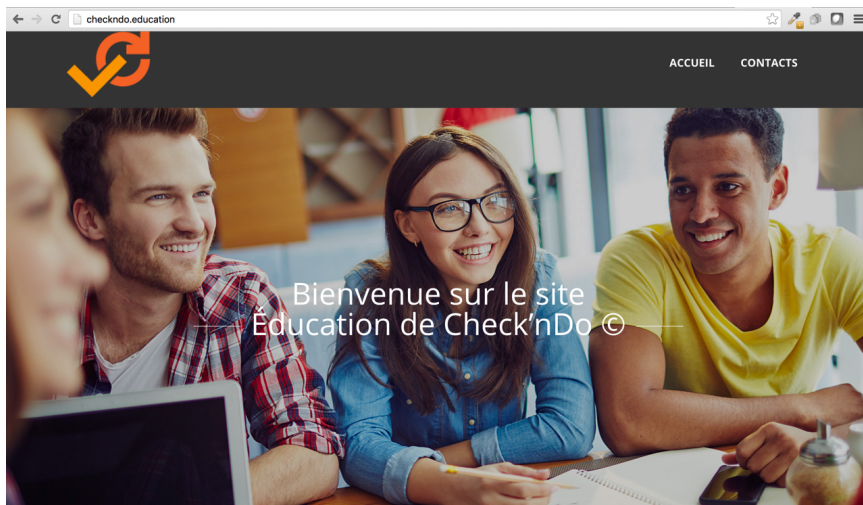 checkndo.education
ACCUEIL CONTACTS
Bienvenue sur le site
Éducation de Check’nDo ©